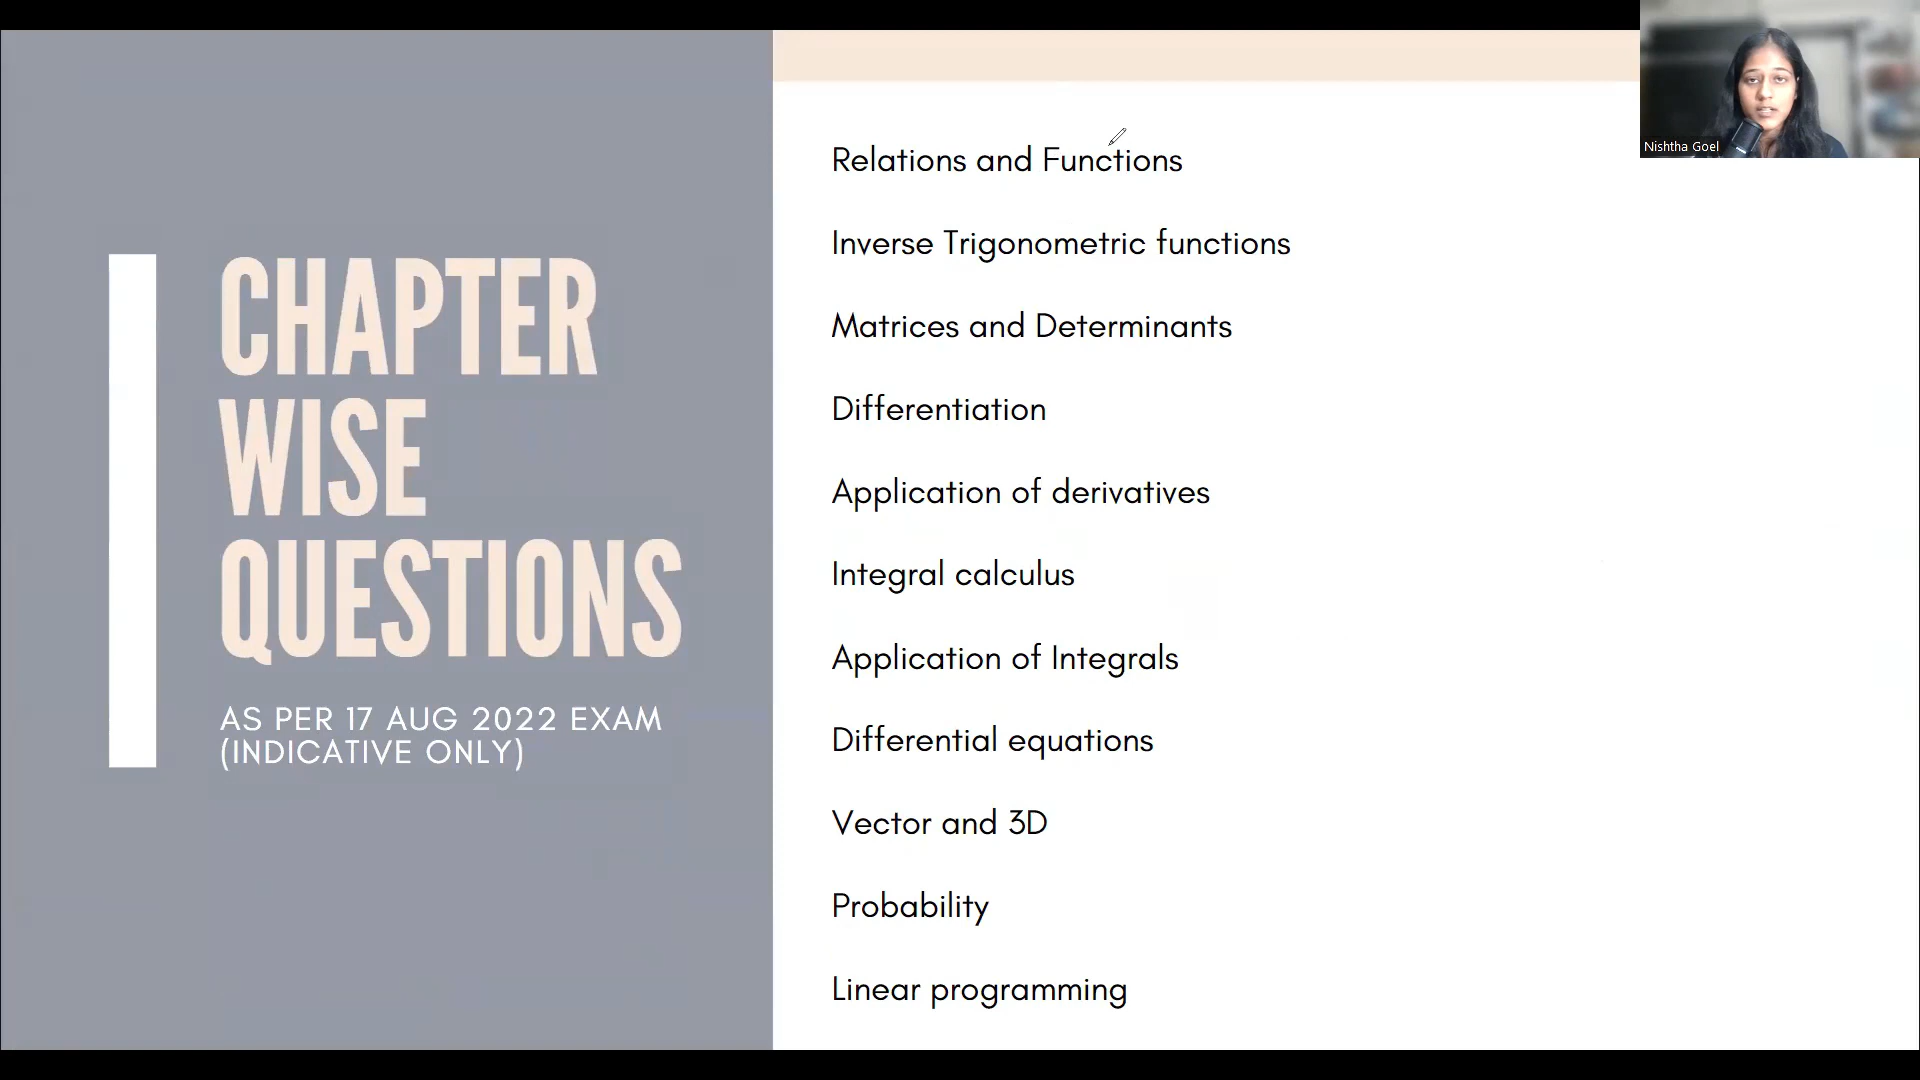 CHAPTER
WISE
QUESTIONS
AS PER 17 AUG 2022 EXAM
(INDICATIVE ONLY)
Relations and Functions
Inverse Trigonometric functions
Matrices and Determinants
Differentiation
Application of derivatives
Integral calculus
Application of Integrals
Differential equations
Vector and 3D
Probability
Linear programming
Nishtha Goel